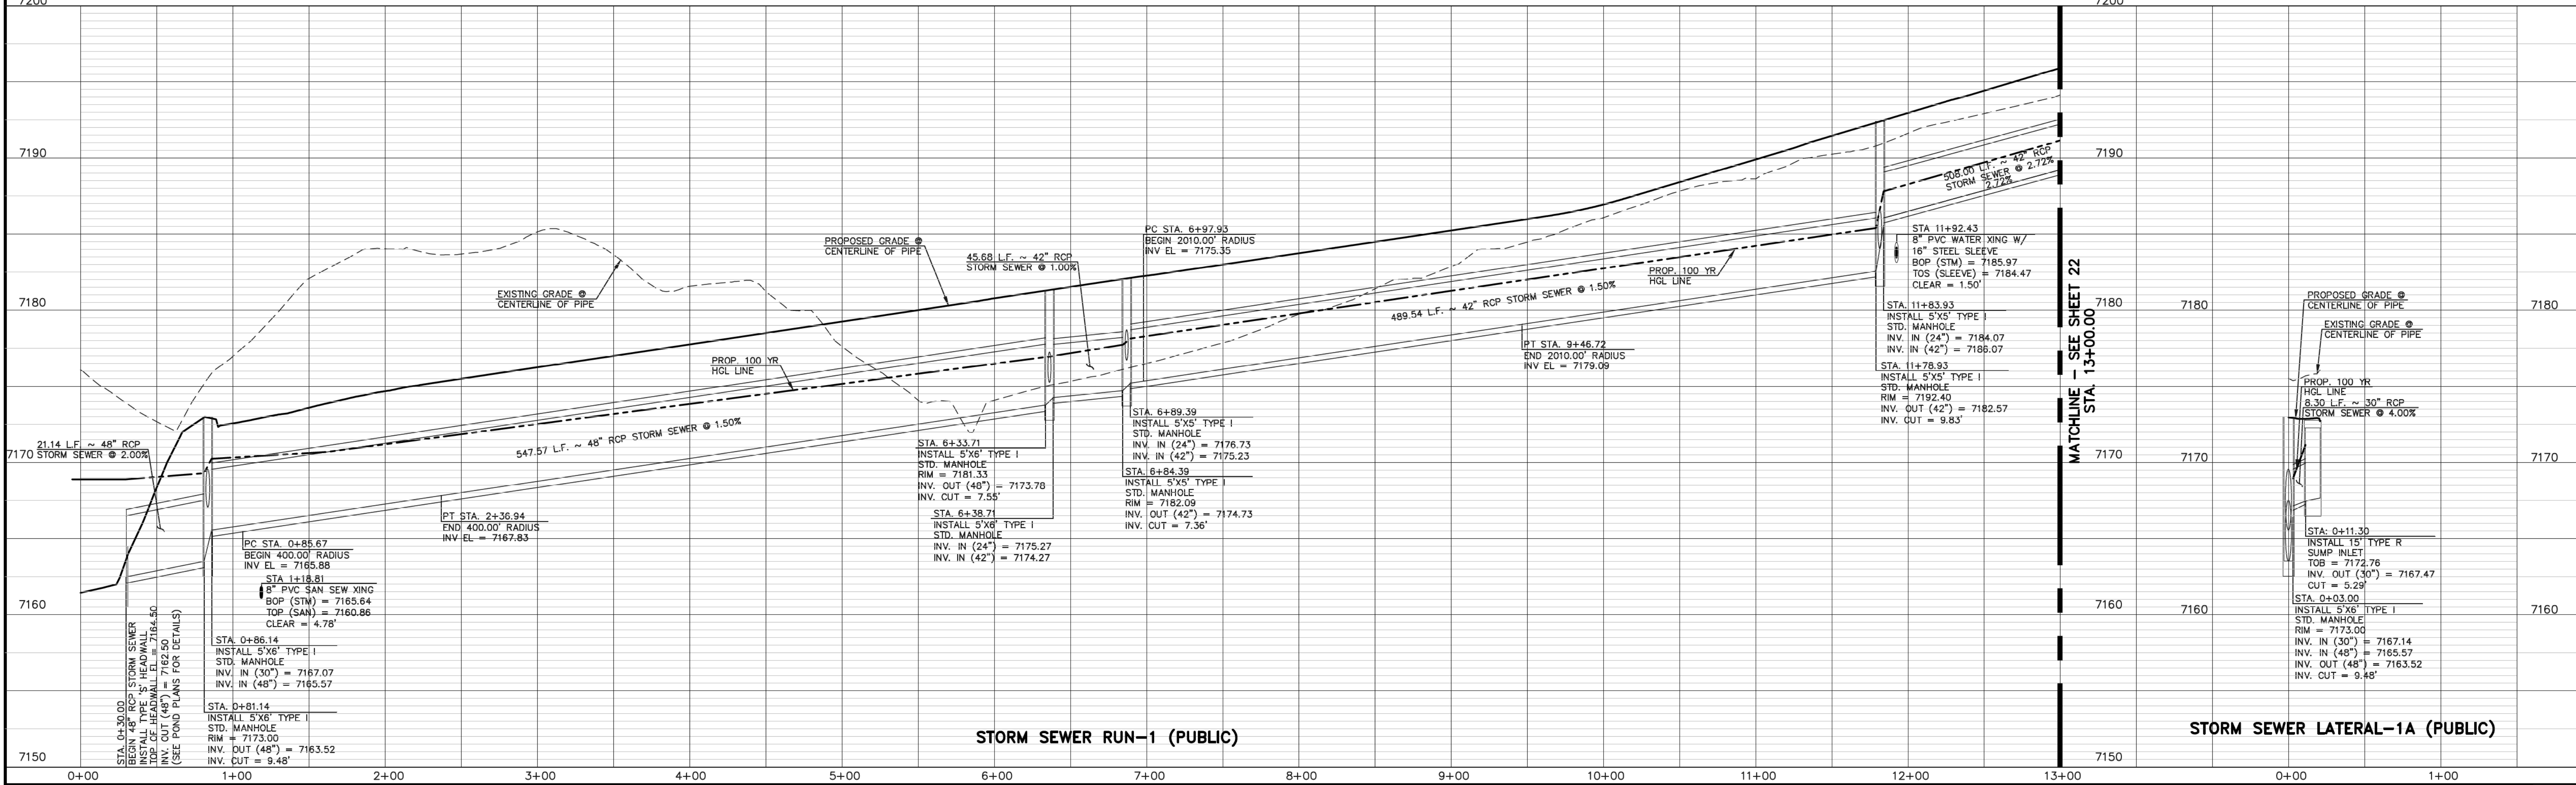 7200
7190
7180
7170
7160
7150
0+00
1+00
2+00
3+00
4+00
5+00
6+00
7+00
8+00
9+00
10+00
11+00
12+00
13+00
21.14 L.F. ~ 48" RCP
STORM SEWER @ 2.00%
STA. 0+30.00
BEGIN 48" RCP STORM SEWER
INSTALL TYPE 'S' HEADWALL
TOP OF HEADWALL EL = 7164.50
INV. OUT (48") = 7162.50
(SEE POND PLANS FOR DETAILS)
PC STA. 0+85.67
BEGIN 400.00' RADIUS
INV EL = 7165.88
STA 1+18.81
8" PVC SAN SEW XING
BOP (STM) = 7165.64
TOP (SAN) = 7160.86
CLEAR = 4.78'
STA. 0+86.14
INSTALL 5'X6' TYPE I
STD. MANHOLE
INV. IN (30") = 7167.07
INV. IN (48") = 7165.57
STA. 0+81.14
INSTALL 5'X6' TYPE I
STD. MANHOLE
RIM = 7173.00
INV. OUT (48") = 7163.52
INV. CUT = 9.48'
PT STA. 2+36.94
END 400.00' RADIUS
INV EL = 7167.83
EXISTING GRADE @
CENTERLINE OF PIPE
PROP. 100 YR
HGL LINE
547.57 L.F. ~ 48" RCP STORM SEWER @ 1.50%
PROPOSED GRADE @
CENTERLINE OF PIPE
45.68 L.F. ~ 42" RCP
STORM SEWER @ 1.00%
STA. 6+33.71
INSTALL 5'X6' TYPE I
STD. MANHOLE
RIM = 7181.33
INV. OUT (48") = 7173.78
INV. CUT = 7.55'
STA. 6+38.71
INSTALL 5'X6' TYPE I
STD. MANHOLE
INV. IN (24") = 7175.27
INV. IN (42") = 7174.27
PC STA. 6+97.93
BEGIN 2010.00' RADIUS
INV EL = 7175.35
STA. 6+89.39
INSTALL 5'X5' TYPE I
STD. MANHOLE
INV. IN (24") = 7176.73
INV. IN (42") = 7175.23
STA. 6+84.39
INSTALL 5'X5' TYPE I
STD. MANHOLE
RIM = 7182.09
INV. OUT (42") = 7174.73
INV. CUT = 7.36'
489.54 L.F. ~ 42" RCP STORM SEWER @ 1.50%
PT STA. 9+46.72
END 2010.00' RADIUS
INV EL = 7179.09
PROP. 100 YR
HGL LINE
508.00 L.F. ~ 42" RCP
STORM SEWER @ 2.72%
2.72%
STA 11+92.43
8" PVC WATER XING W/
16" STEEL SLEEVE
BOP (STM) = 7185.97
TOS (SLEEVE) = 7184.47
CLEAR = 1.50'
STA. 11+83.93
INSTALL 5'X5' TYPE I
STD. MANHOLE
INV. IN (24") = 7184.07
INV. IN (42") = 7186.07
STA. 11+78.93
INSTALL 5'X5' TYPE I
STD. MANHOLE
RIM = 7192.40
INV. OUT (42") = 7182.57
INV. CUT = 9.83'
MATCHLINE - SEE SHEET 22
STA. 13+00.00
STORM SEWER RUN-1 (PUBLIC)
7200
7190
7180
7170
7160
7150
7180
7170
7160
PROPOSED GRADE @
CENTERLINE OF PIPE
EXISTING GRADE @
CENTERLINE OF PIPE
PROP. 100 YR
HGL LINE
8.30 L.F. ~ 30" RCP
STORM SEWER @ 4.00%
STA: 0+11.30
INSTALL 15' TYPE R
SUMP INLET
TOB = 7172.76
INV. OUT (30") = 7167.47
CUT = 5.29'
STA. 0+03.00
INSTALL 5'X6' TYPE I
STD. MANHOLE
RIM = 7173.00
INV. IN (30") = 7167.14
INV. IN (48") = 7165.57
INV. OUT (48") = 7163.52
INV. CUT = 9.48'
7180
7170
7160
STORM SEWER LATERAL-1A (PUBLIC)
0+00
1+00